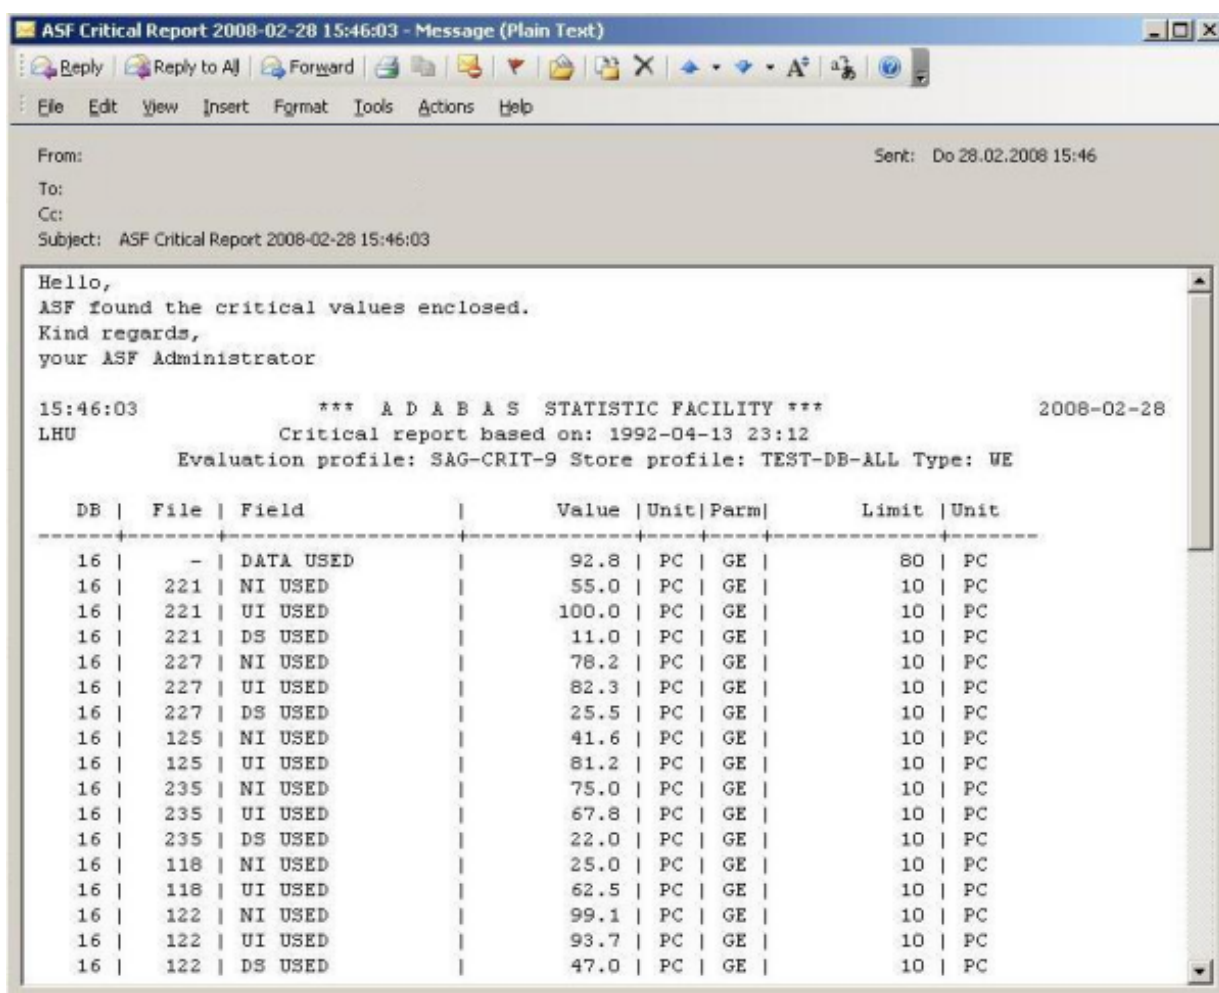 ASF Critical Report 2008-02-28 15:46:03 - Message (Plain Text)
Reply Reply to All Forward
File Edit View Insert Format Tools Actions Help
From: Sent: Do 28.02.2008 15:46
To:
Cc:
Subject: ASF Critical Report 2008-02-28 15:46:03
Hello,
ASF found the critical values enclosed.
Kind regards,
your ASF Administrator
15:46:03 *** A D A B A S STATISTIC FACILITY *** 2008-02-28
LHU Critical report based on: 1992-04-13 23:12
Evaluation profile: SAG-CRIT-9 Store profile: TEST-DB-ALL Type: WE
DB | File | Field | Value |Unit|Parm| Limit |Unit
------+--------+-----------------------+----------------+-----+-----+----------------+--------
16 | - | DATA USED | 92.8 | PC | GE | 80 | PC
16 | 221 | NI USED | 55.0 | PC | GE | 10 | PC
16 | 221 | UI USED | 100.0 | PC | GE | 10 | PC
16 | 221 | DS USED | 11.0 | PC | GE | 10 | PC
16 | 227 | NI USED | 78.2 | PC | GE | 10 | PC
16 | 227 | UI USED | 82.3 | PC | GE | 10 | PC
16 | 227 | DS USED | 25.5 | PC | GE | 10 | PC
16 | 125 | NI USED | 41.6 | PC | GE | 10 | PC
16 | 125 | UI USED | 81.2 | PC | GE | 10 | PC
16 | 235 | NI USED | 75.0 | PC | GE | 10 | PC
16 | 235 | UI USED | 67.8 | PC | GE | 10 | PC
16 | 235 | DS USED | 22.0 | PC | GE | 10 | PC
16 | 118 | NI USED | 25.0 | PC | GE | 10 | PC
16 | 118 | UI USED | 62.5 | PC | GE | 10 | PC
16 | 122 | NI USED | 99.1 | PC | GE | 10 | PC
16 | 122 | UI USED | 93.7 | PC | GE | 10 | PC
16 | 122 | DS USED | 47.0 | PC | GE | 10 | PC